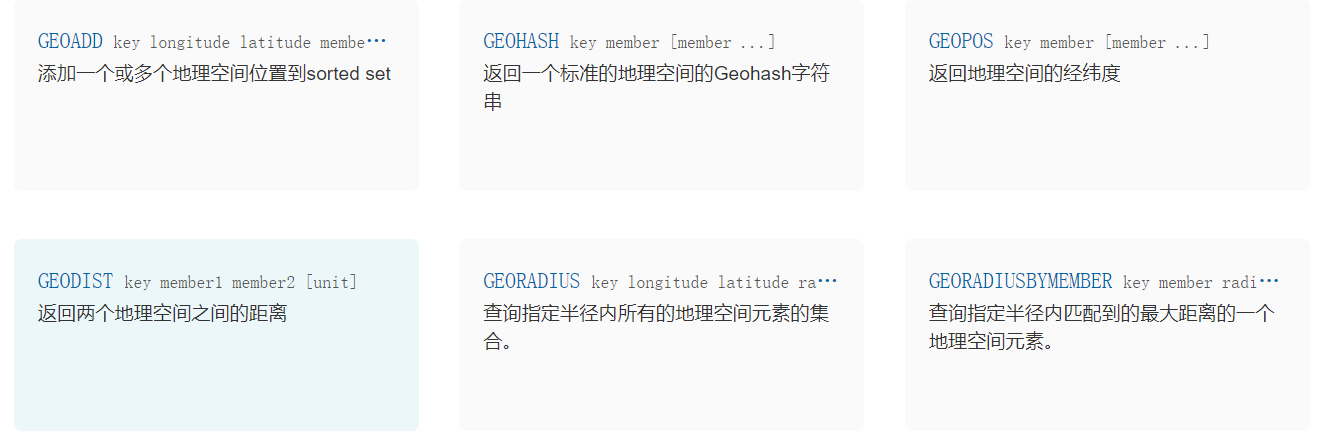 GEOADD key longitude latitude membe···
添加一个或多个地理空间位置到sorted set
GEOHASH key member [member ...]
返回一个标准的地理空间的Geohash字符
串
GEOPOS key member [member ...]
返回地理空间的经纬度
GEODIST key member1 member2 [unit]
返回两个地理空间之间的距离
GEORADIUS key longitude latitude ra···
查询指定半径内所有的地理空间元素的集
合。
GEORADIUSBYMEMBER key member radi···
查询指定半径内匹配到的最大距离的一个
地理空间元素。